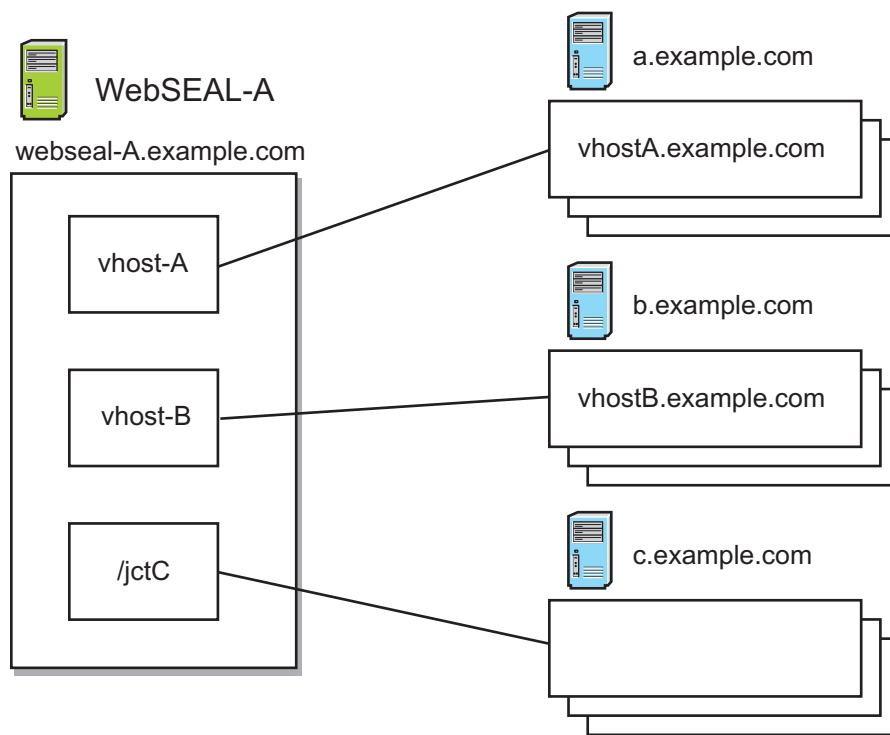 WebSEAL-A
webseal-A.example.com
vhost-A
vhost-B
/jctC
a.example.com
vhostA.example.com
b.example.com
vhostB.example.com
c.example.com